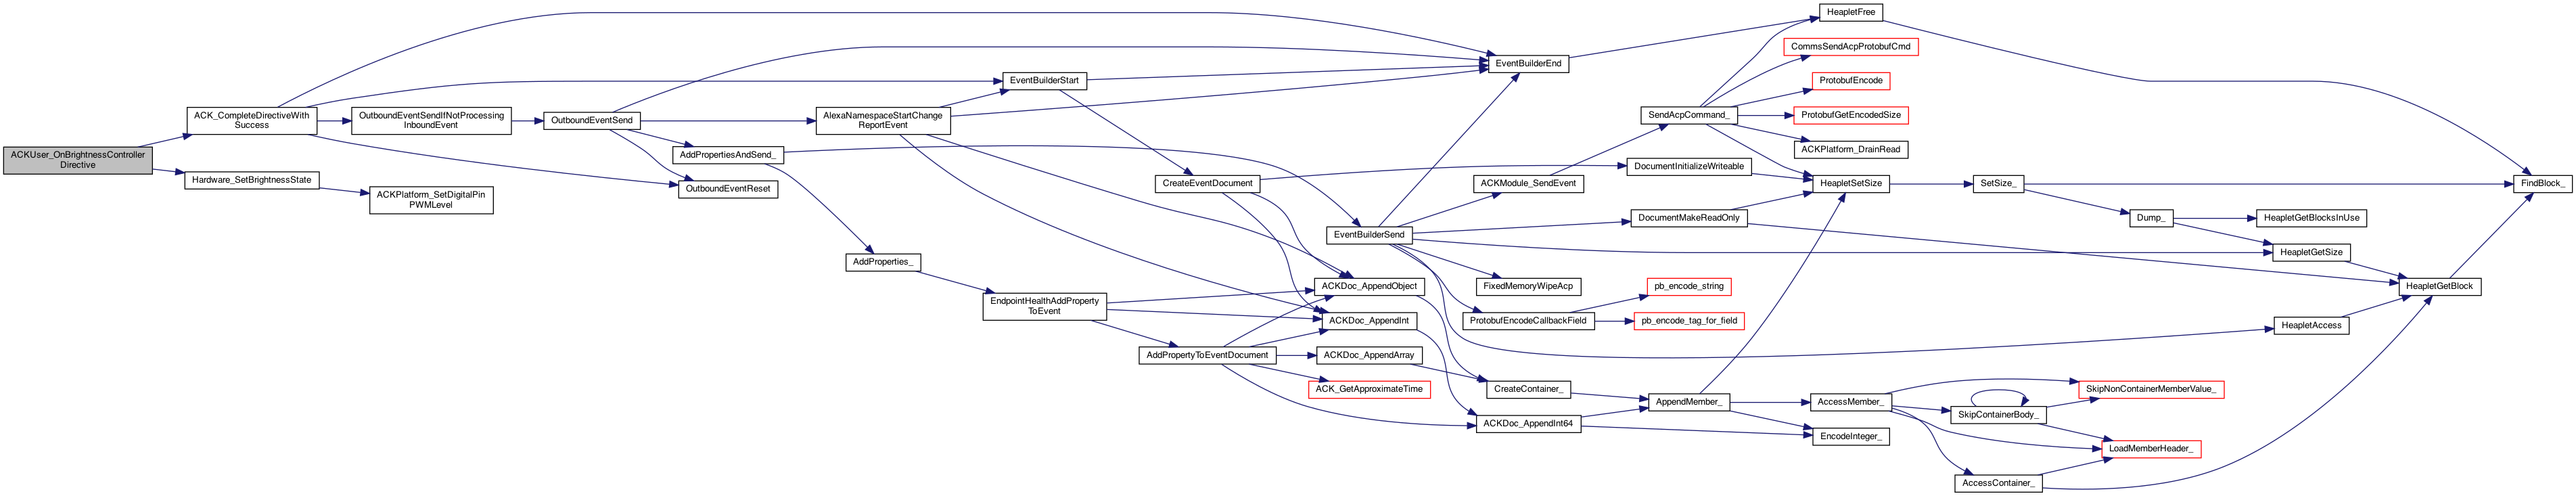 ACKUser_OnBrightnessController
Directive
ACK_CompleteDirectiveWith
Success
Hardware_SetBrightnessState
OutboundEventSendIfNotProcessing
InboundEvent
ACKPlatform_SetDigitalPin
PWMLevel
OutboundEventSend
AddPropertiesAndSend_
OutboundEventReset
AlexaNamespaceStartChange
ReportEvent
AddProperties_
EventBuilderStart
EndpointHealthAddProperty
ToEvent
CreateEventDocument
AddPropertyToEventDocument
EventBuilderSend
ACKDoc_AppendObject
ACKDoc_AppendInt
ACKDoc_AppendArray
ACK_GetApproximateTime
EventBuilderEnd
ACKModule_SendEvent
FixedMemoryWipeAcp
ProtobufEncodeCallbackField
CreateContainer_
ACKDoc_AppendInt64
SendAcpCommand_
DocumentInitializeWriteable
DocumentMakeReadOnly
pb_encode_string
pb_encode_tag_for_field
AppendMember_
HeapletFree
CommsSendAcpProtobufCmd
ProtobufEncode
ProtobufGetEncodedSize
ACKPlatform_DrainRead
HeapletSetSize
AccessMember_
EncodeInteger_
SetSize_
SkipContainerBody_
AccessContainer_
Dump_
SkipNonContainerMemberValue_
LoadMemberHeader_
HeapletGetBlocksInUse
HeapletGetSize
HeapletAccess
HeapletGetBlock
FindBlock_